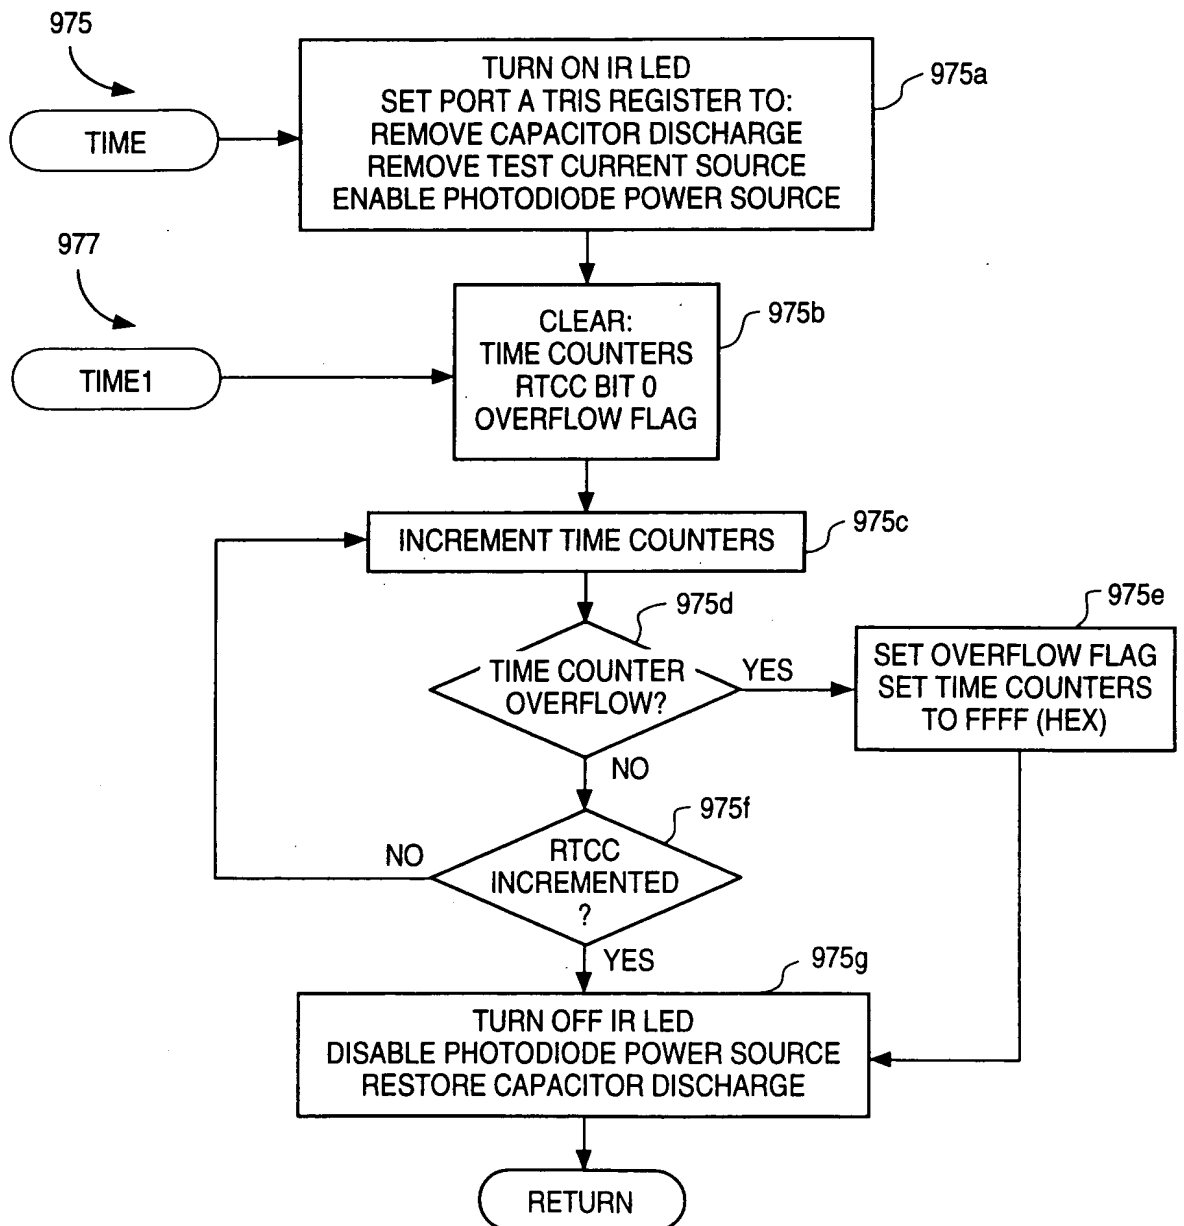 975
TIME
TURN ON IR LED
SET PORT A TRIS REGISTER TO:
REMOVE CAPACITOR DISCHARGE
REMOVE TEST CURRENT SOURCE
ENABLE PHOTODIODE POWER SOURCE
975a
977
TIME1
CLEAR:
TIME COUNTERS
RTCC BIT 0
OVERFLOW FLAG
975b
INCREMENT TIME COUNTERS
975c
975d
TIME COUNTER
OVERFLOW?
YES
975e
SET OVERFLOW FLAG
SET TIME COUNTERS
TO FFFF (HEX)
NO
975f
RTCC
INCREMENTED
?
NO
YES
975g
TURN OFF IR LED
DISABLE PHOTODIODE POWER SOURCE
RESTORE CAPACITOR DISCHARGE
RETURN